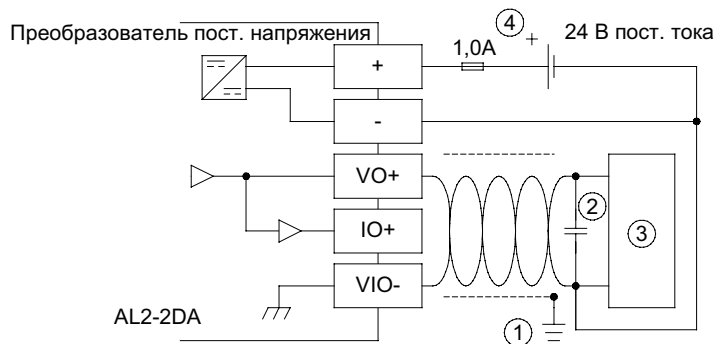 Преобразователь пост. напряжения
4
+
24 В пост. тока
1,0A
+
-
VO+
2
IO+
3
VIO-
AL2-2DA
1